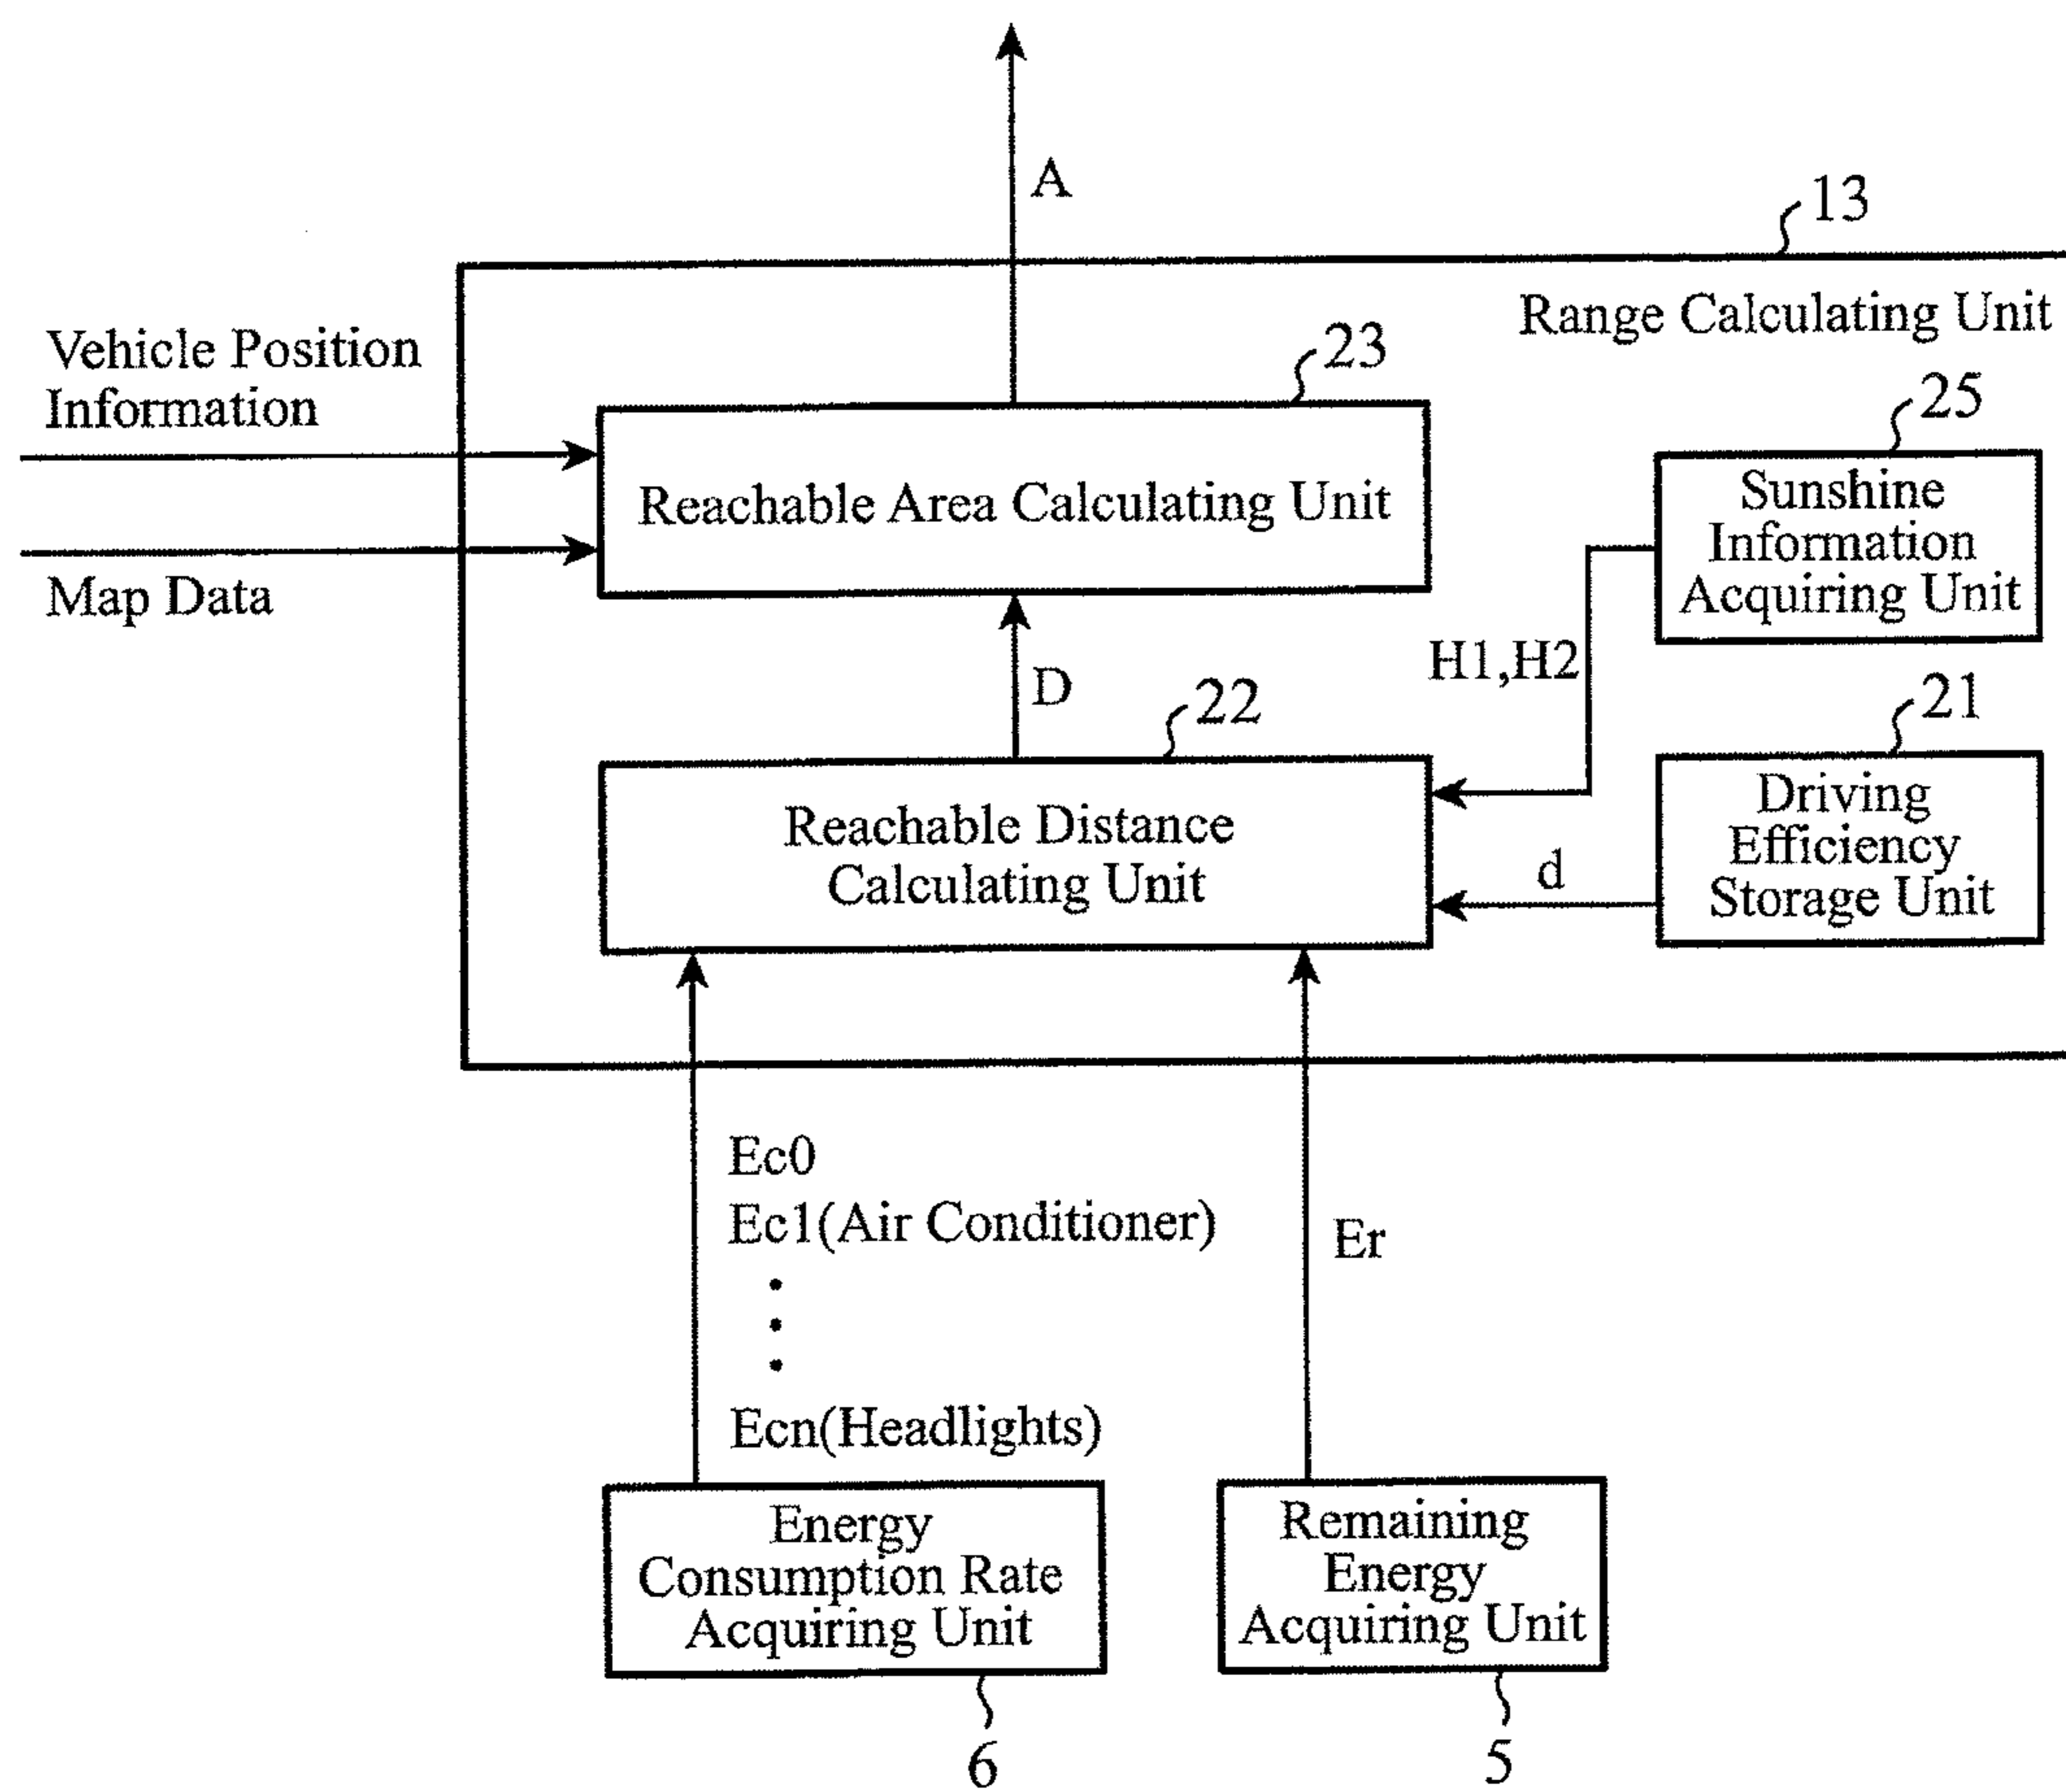 A
13
Range Calculating Unit
Vehicle Position
Information
23
25
Reachable Area Calculating Unit
Sunshine
Information
Acquiring Unit
Map Data
H1,H2
D
22
21
Reachable Distance
Calculating Unit
d
Driving
Efficiency
Storage Unit
Ec0
Ec1(Air Conditioner)
Er
Ecn(Headlights)
Energy
Consumption Rate
Acquiring Unit
Remaining
Energy
Acquiring Unit
6
5